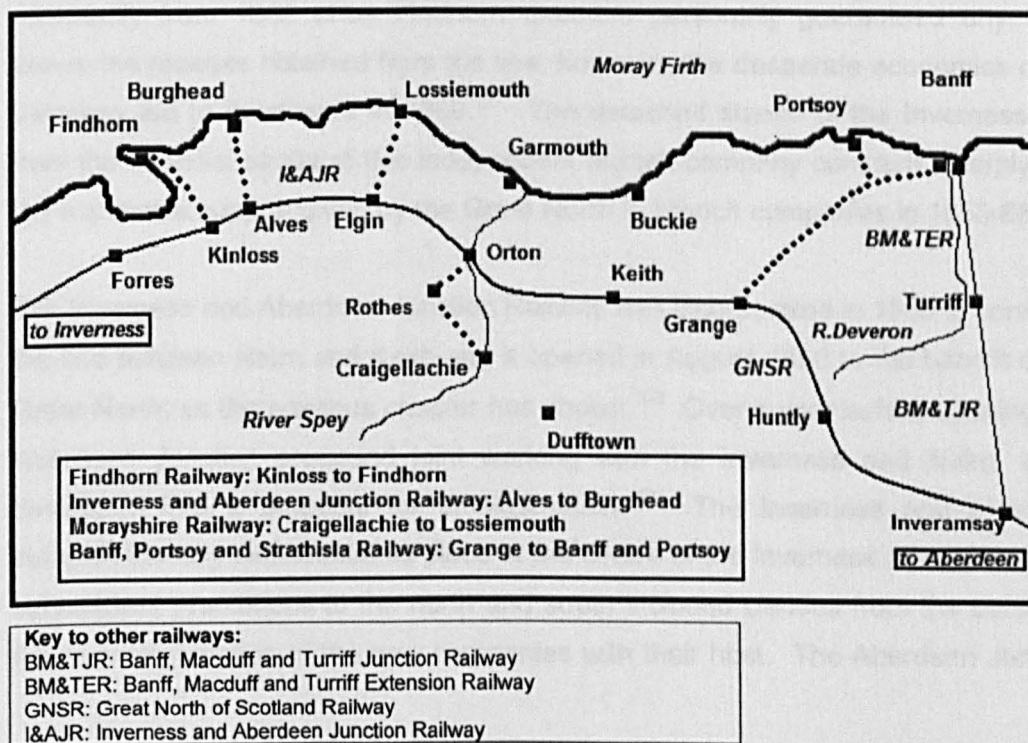 Moray Firth
Banff
Burghead
Lossiemouth
Portsoy
Findhorn
Garmouth
I&AJR
Alves
Elgin
Buckie
BM&TER
Kinloss
Orton
Forres
Keith
Rothes
Grange
Turriff
to Inverness
R.Deveron
Craigellachie
GNSR
River Spey
Huntly
BM&TJR
Dufftown
Findhorn Railway: Kinloss to Findhorn
Inverness and Aberdeen Junction Railway: Alves to Burghead
Morayshire Railway: Craigellachie to Lossiemouth
Banff, Portsoy and Strathisla Railway: Grange to Banff and Portsoy
Inveramsay
to Aberdeen
Key to other railways:
BM&TJR: Banff, Macduff and Turriff Junction Railway
BM&TER: Banff, Macduff and Turriff Extension Railway
GNSR: Great North of Scotland Railway
I&AJR: Inverness and Aberdeen Junction Railway